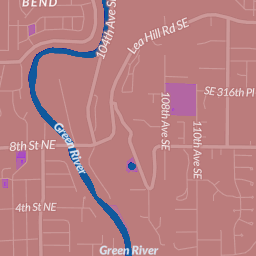 BEND
104th Ave SE
Lea Hill Rd SE
SE 316th Pl
108th Ave SE
110th Ave SE
Green River
8th St NE
4th St NE
Green River